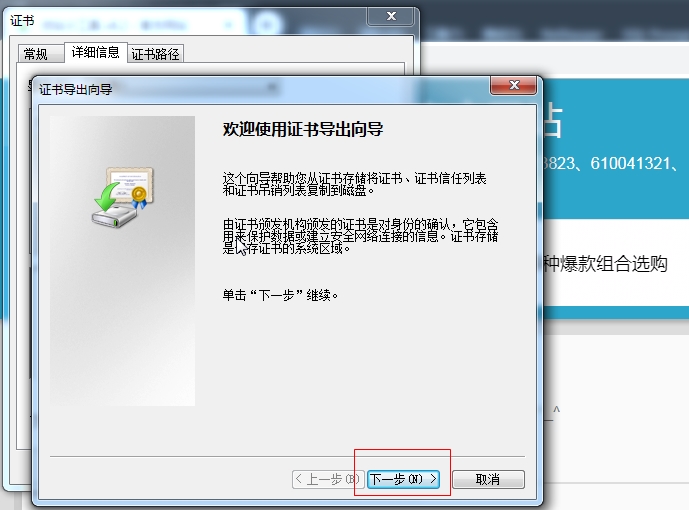 证书
常规
详细信息
证书路径
证书导出向导
欢迎使用证书导出向导
这个向导帮助您从证书存储将证书、证书信任列表
和证书吊销列表复制到磁盘。
由证书颁发机构颁发的证书是对身份的确认，它包含
用来保护数据或建立安全网络连接的信息。证书存储
是保存证书的系统区域。
单击“下一步”继续。
< 上一步(B)
下一步(N) >
取消
站
3823、610041321、
种爆款组合选购
^